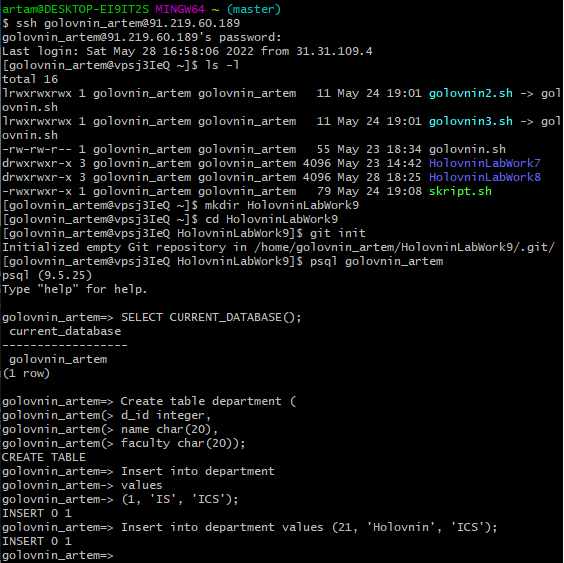 artam@DESKTOP-EI9IT2S MINGW64 ~ (master)
$ ssh golovnin_artem@91.219.60.189
golovnin_artem@91.219.60.189's password:
Last login: Sat May 28 16:58:06 2022 from 31.31.109.4
[golovnin_artem@vpsj3IeQ ~]$ ls -l
total 16
lrwxrwxrwx 1 golovnin_artem golovnin_artem   11 May 24 19:01 golovnin2.sh -> gol
ovnin.sh
lrwxrwxrwx 1 golovnin_artem golovnin_artem   11 May 24 19:01 golovnin3.sh -> gol
ovnin.sh
-rw-rw-r-- 1 golovnin_artem golovnin_artem   55 May 23 18:34 golovnin.sh
drwxrwxr-x 3 golovnin_artem golovnin_artem 4096 May 23 14:42 HolovninLabWork7
drwxrwxr-x 3 golovnin_artem golovnin_artem 4096 May 28 18:25 HolovninLabWork8
-rwxrwxr-x 1 golovnin_artem golovnin_artem   79 May 24 19:08 skript.sh
[golovnin_artem@vpsj3IeQ ~]$ mkdir HolovninLabWork9
[golovnin_artem@vpsj3IeQ ~]$ cd HolovninLabWork9
[golovnin_artem@vpsj3IeQ HolovninLabWork9]$ git init
Initialized empty Git repository in /home/golovnin_artem/HolovninLabWork9/.git/
[golovnin_artem@vpsj3IeQ HolovninLabWork9]$ psql golovnin_artem
psql (9.5.25)
Type "help" for help.

golovnin_artem=> SELECT CURRENT_DATABASE();
 current_database
------------------
 golovnin_artem
(1 row)

golovnin_artem=> Create table department (
golovnin_artem(> d_id integer,
golovnin_artem(> name char(20),
golovnin_artem(> faculty char(20));
CREATE TABLE
golovnin_artem=> Insert into department
golovnin_artem-> values
golovnin_artem-> (1, 'IS', 'ICS');
INSERT 0 1
golovnin_artem=> Insert into department values (21, 'Holovnin', 'ICS');
INSERT 0 1
golovnin_artem=>